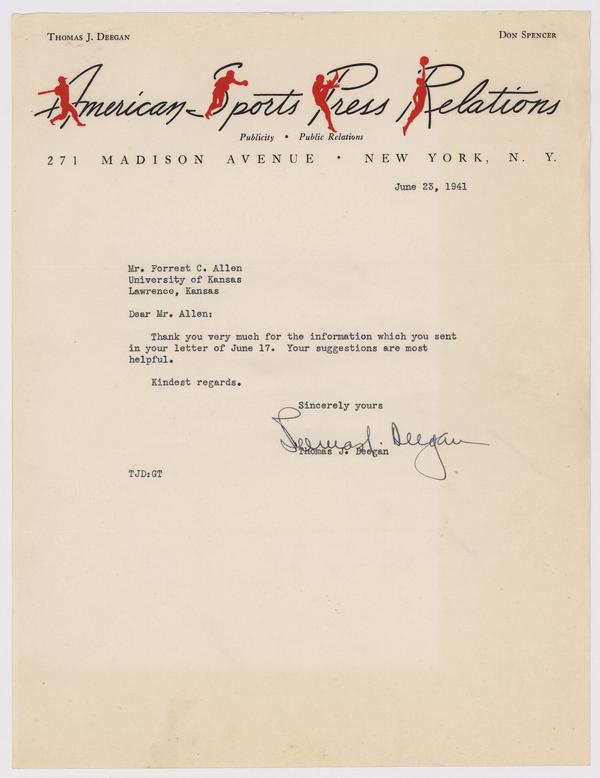 THOMAS J. DEEGAN
DON SPENCER
American Sports Press Relations
Publicity • Public Relations
271 MADISON AVENUE • NEW YORK, N. Y.
June 23, 1941
Mr. Forrest C. Allen
University of Kansas
Lawrence, Kansas
Dear Mr. Allen:
Thank you very much for the information which you sent
in your letter of June 17. Your suggestions are most
helpful.
Kindest regards.
Sincerely yours
Thomas J. Deegan
Thomas J. Deegan
TJD:GT